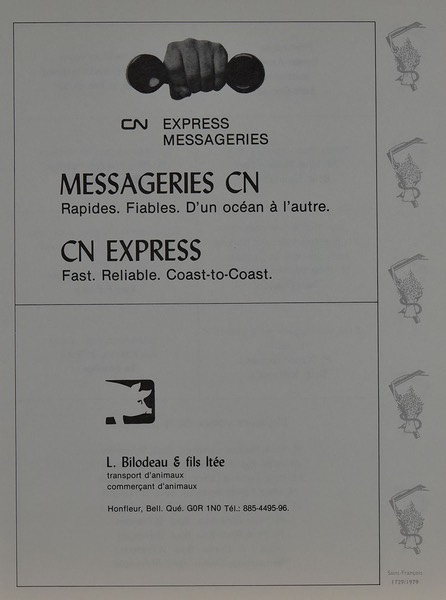 CN EXPRESS
MESSAGERIES
MESSAGERIES CN
Rapides. Fiables. D'un océan à l'autre.
CN EXPRESS
Fast. Reliable. Coast-to-Coast.
L. Bilodeau & fils ltée
transport d'animaux
commerçant d'animaux
Honfleur, Bell. Qué. G0R 1N0 Tél.: 885-4495-96.